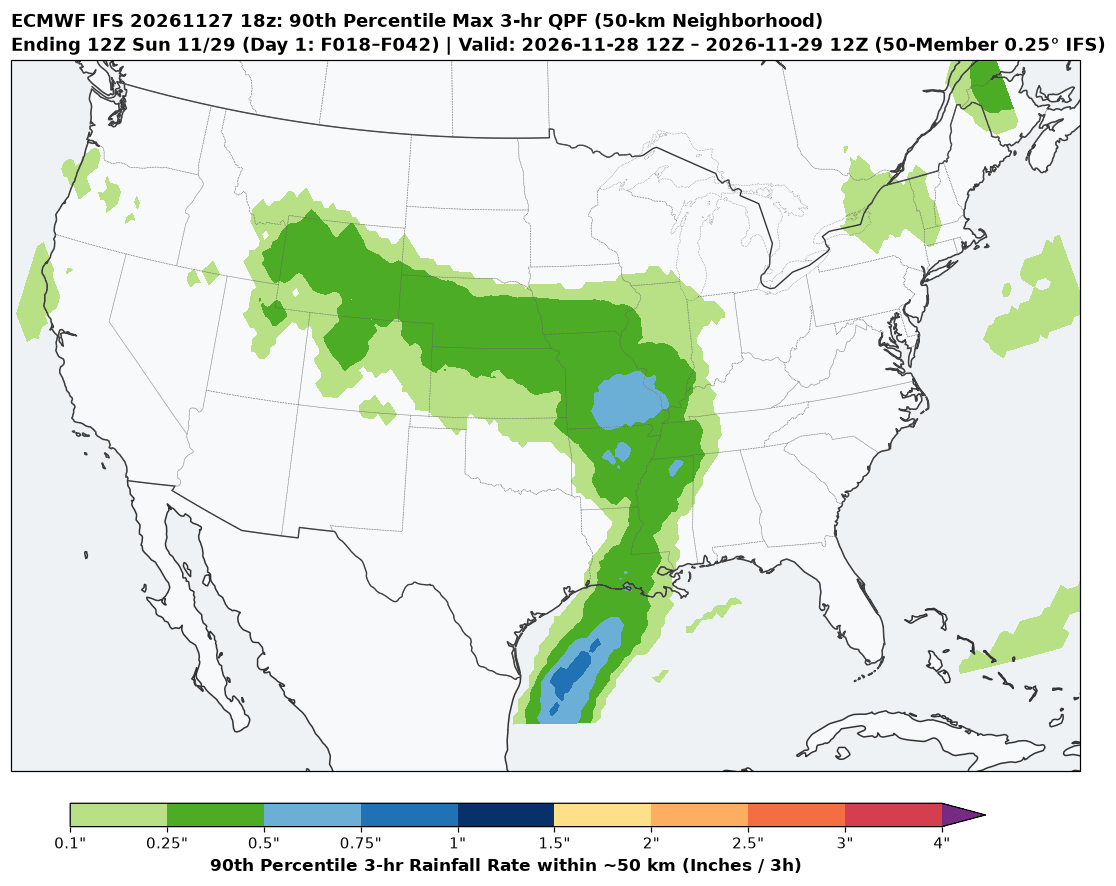 ECMWF IFS 20261127 18z: 90th Percentile Max 3-hr QPF (50-km Neighborhood)
Ending 12Z Sun 11/29 (Day 1: F018–F042) | Valid: 2026-11-28 12Z – 2026-11-29 12Z (50-Member 0.25° IFS)
0.1" 0.25" 0.5" 0.75" 1" 1.5" 2" 2.5" 3" 4"
90th Percentile 3-hr Rainfall Rate within ~50 km (Inches / 3h)